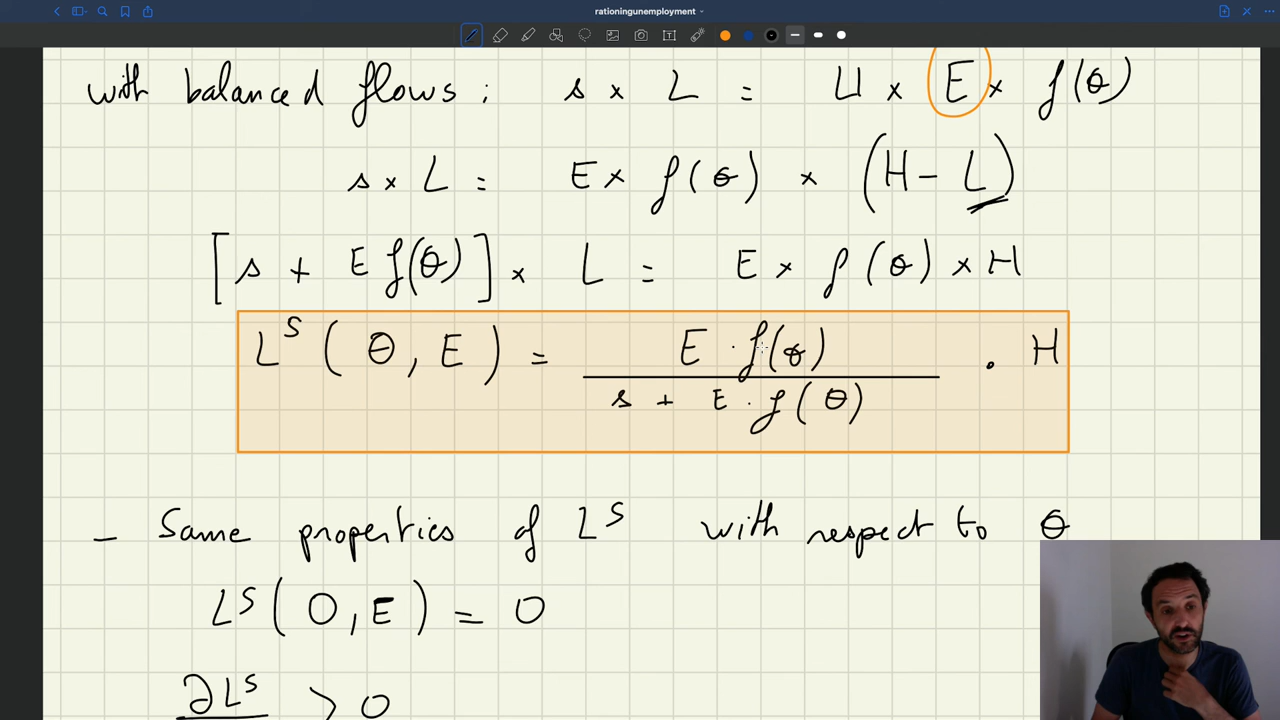 rationingunemployment
with balanced flows : s × L = U × E × f(θ)
s × L = E × f(θ) × (H - L)
[s + E f(θ)] × L = E × f(θ) × H
L^S (θ, E) = E · f(θ) / s + E · f(θ) . H
- Same properties of L^S with respect to θ
L^S (0, E) = 0
∂L^S > 0